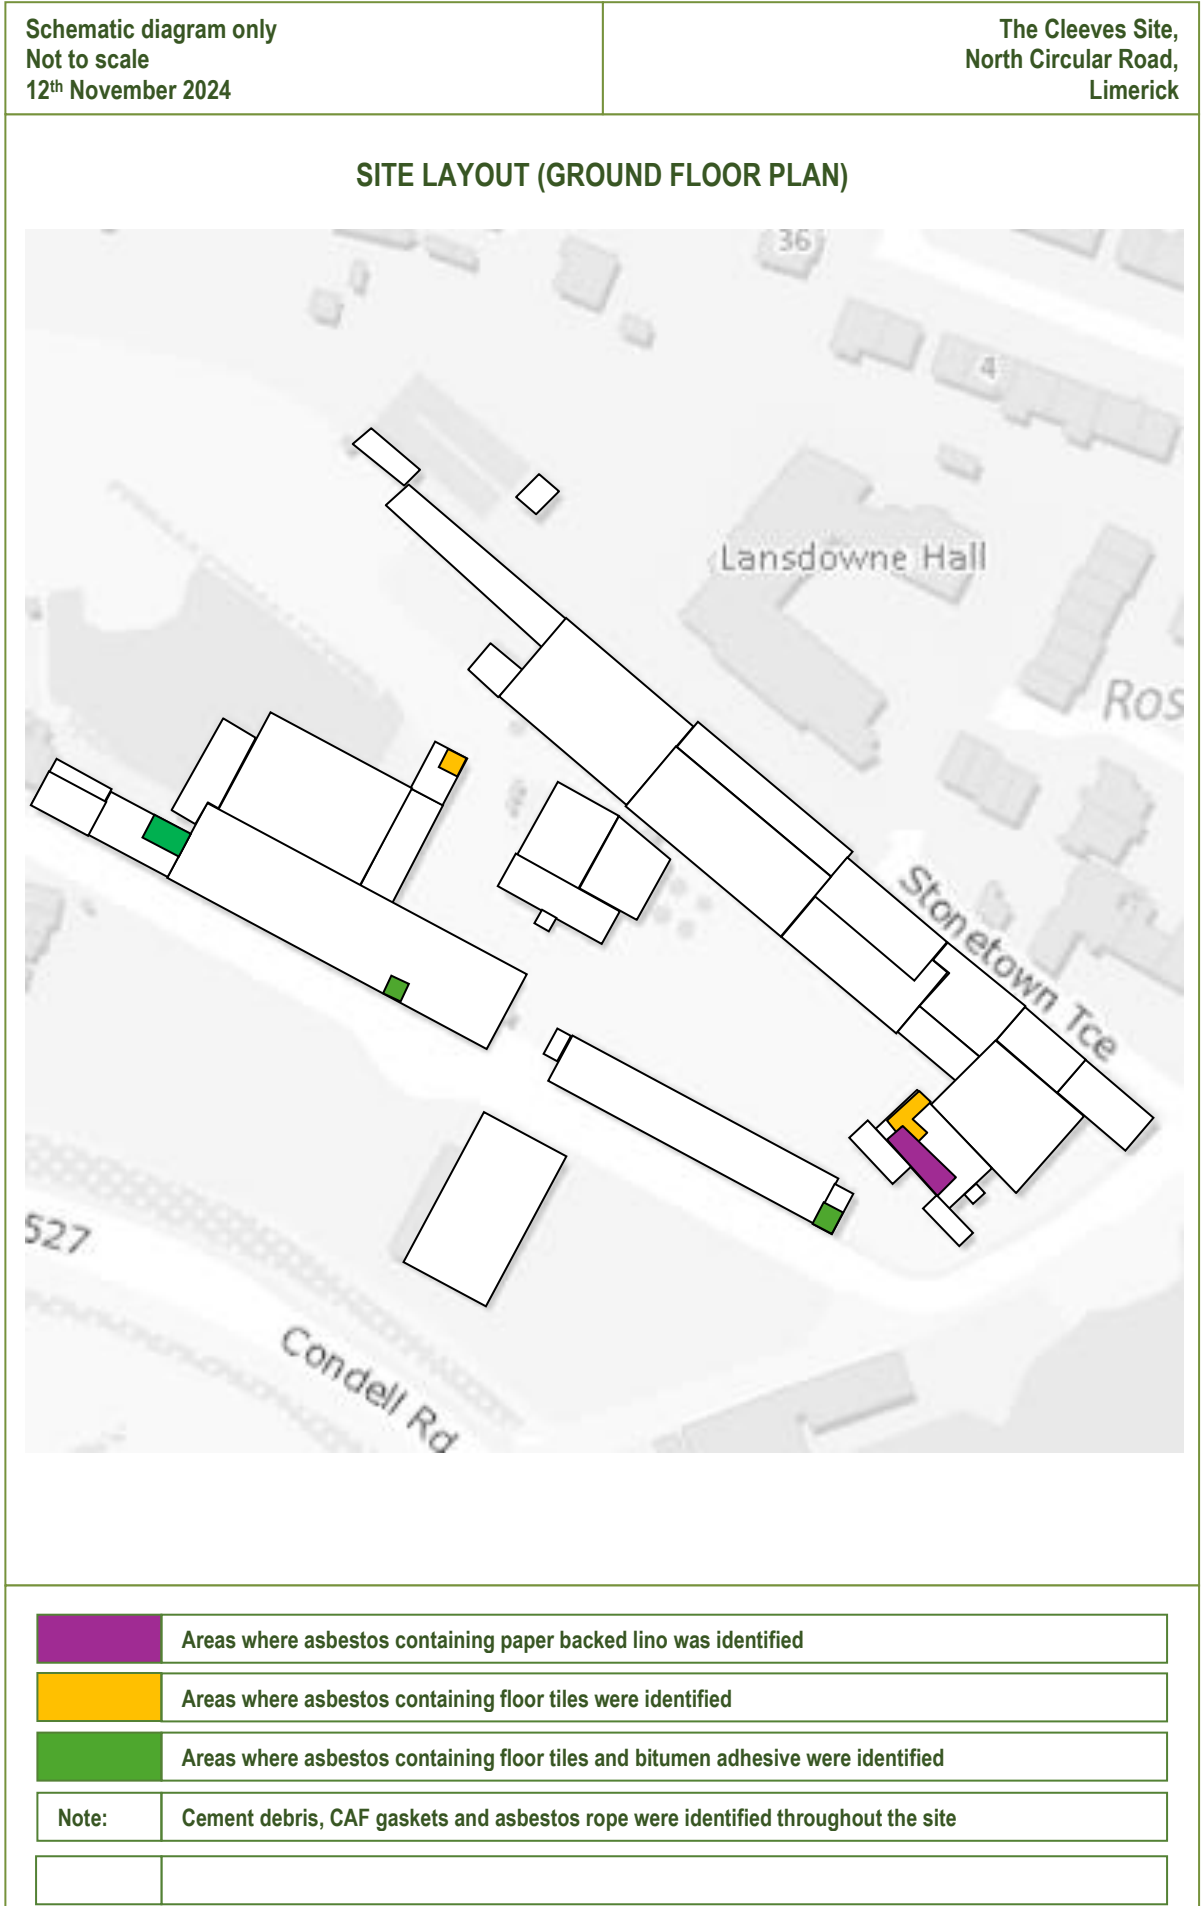 Schematic diagram only
Not to scale
12th November 2024
The Cleeves Site,
North Circular Road,
Limerick
SITE LAYOUT (GROUND FLOOR PLAN)
36
4
Lansdowne Hall
Ros
Stonetown Tce
527
Condell Rd
Areas where asbestos containing paper backed lino was identified
Areas where asbestos containing floor tiles were identified
Areas where asbestos containing floor tiles and bitumen adhesive were identified
Note: Cement debris, CAF gaskets and asbestos rope were identified throughout the site